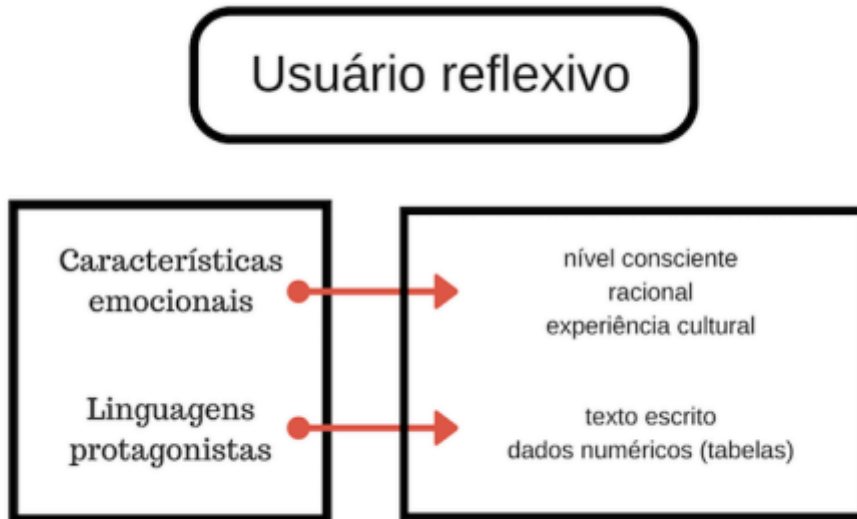 Usuário reflexivo
Características
emocionais
nível consciente
racional
experiência cultural
Linguagens
protagonistas
texto escrito
dados numéricos (tabelas)